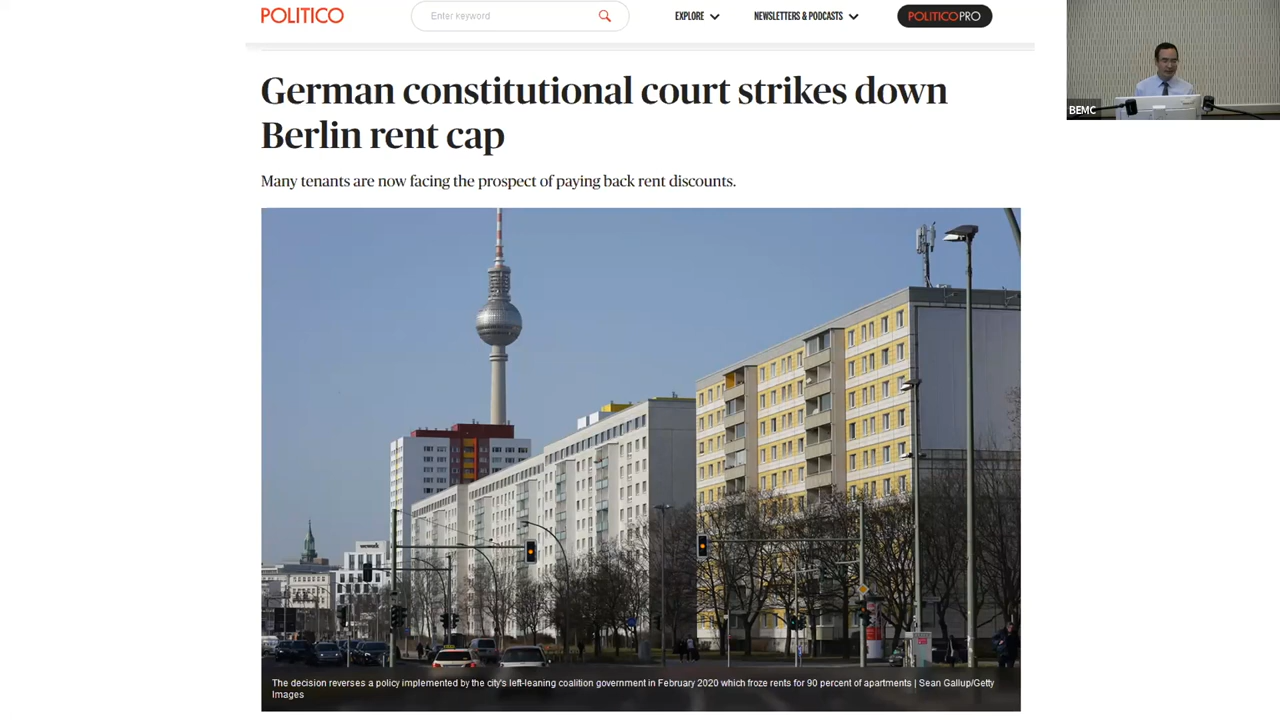 POLITICO
Enter keyword
EXPLORE
NEWSLETTERS & PODCASTS
POLITICOPRO
BEMC
German constitutional court strikes down
Berlin rent cap
Many tenants are now facing the prospect of paying back rent discounts.
The decision reverses a policy implemented by the city's left-leaning coalition government in February 2020 which froze rents for 90 percent of apartments | Sean Gallup/Getty
Images